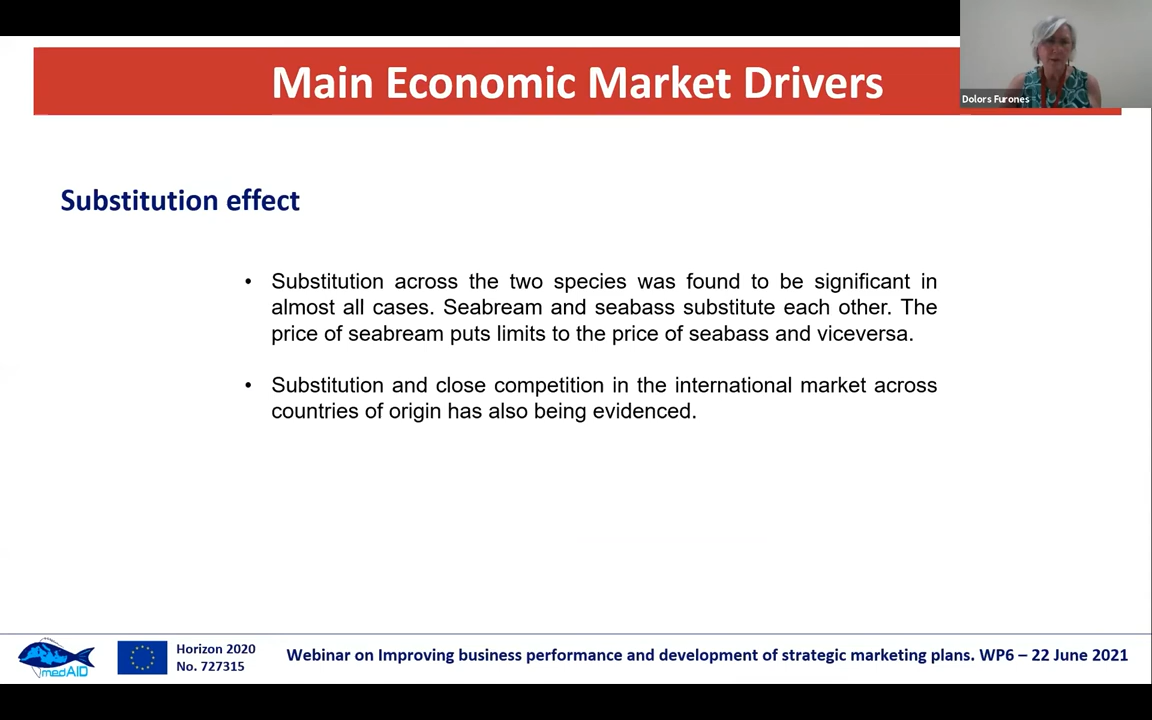 Main Economic Market Drivers
Dolors Furones
Substitution effect
• Substitution across the two species was found to be significant in
almost all cases. Seabream and seabass substitute each other. The
price of seabream puts limits to the price of seabass and viceversa.
• Substitution and close competition in the international market across
countries of origin has also being evidenced.
medAID
Horizon 2020
No. 727315
Webinar on Improving business performance and development of strategic marketing plans. WP6 – 22 June 2021